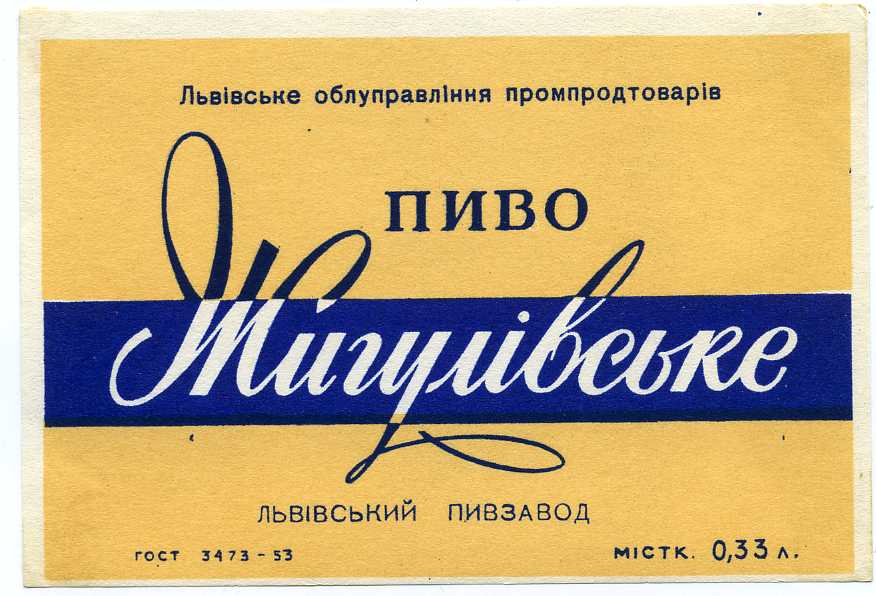 Львівське облуправління промпродтоварів
ПИВО
Жигулівське
ЛЬВІВСЬКИЙ ПИВЗАВОД
ГОСТ 3473-53
МІСТК. 0,33 л.